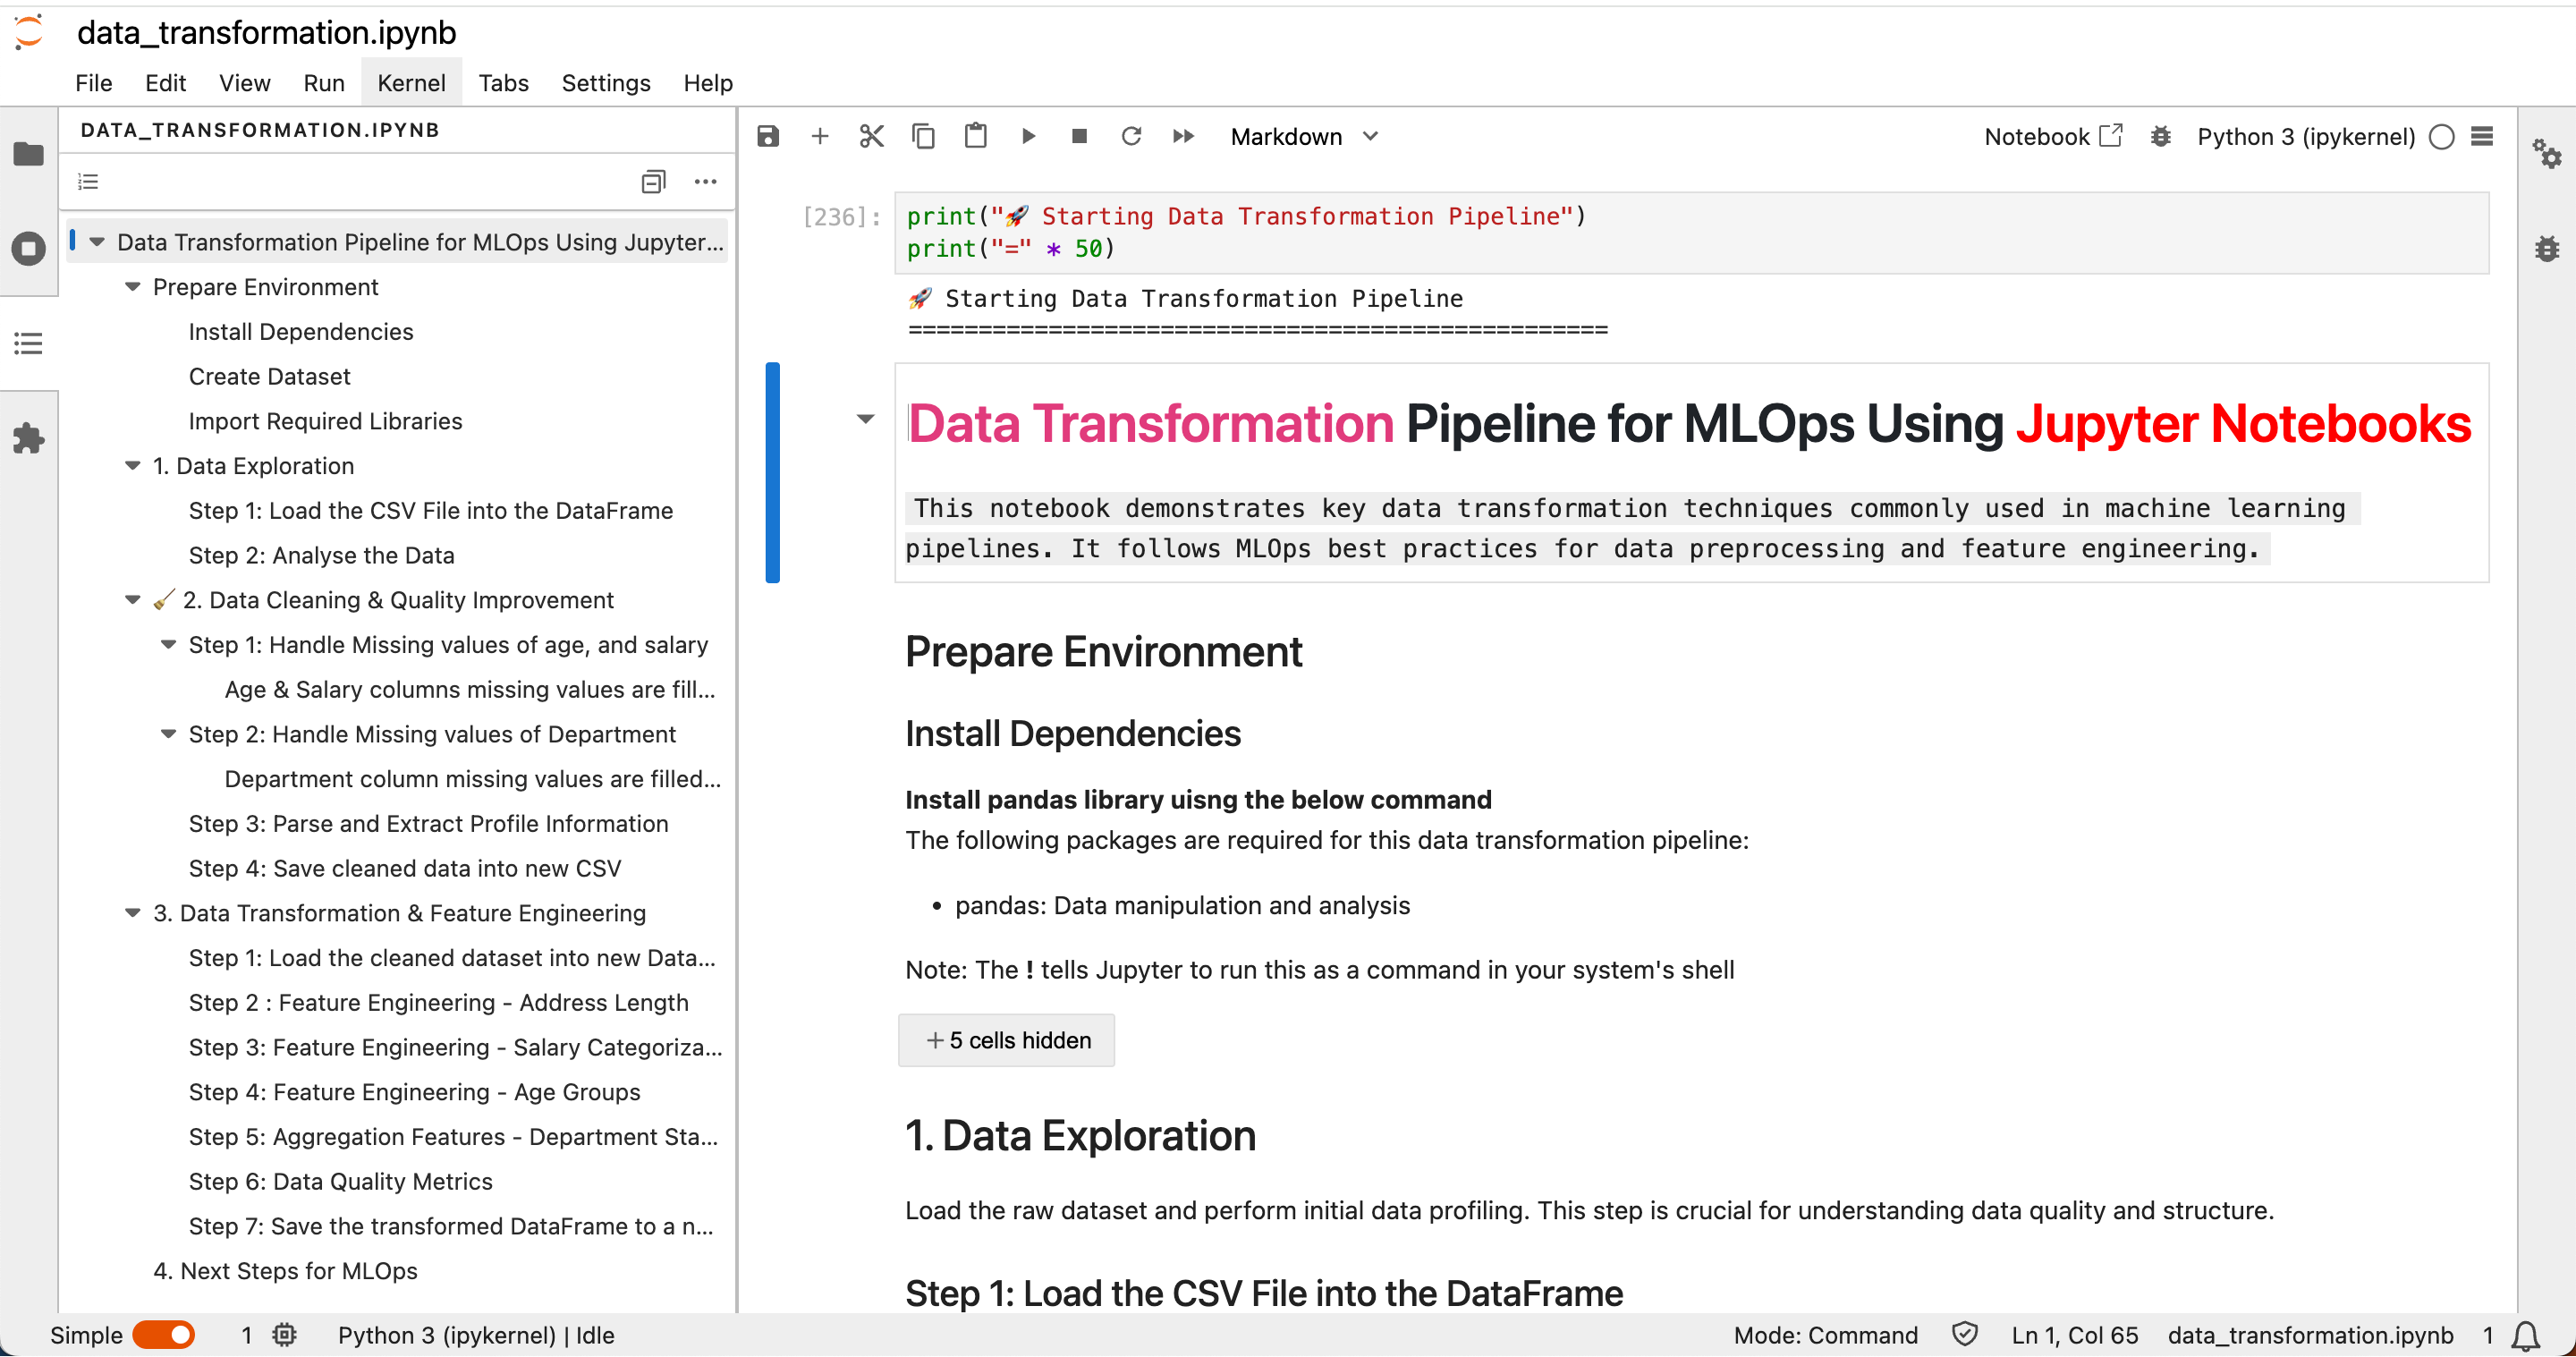 data_transformation.ipynb
File Edit View Run Kernel Tabs Settings Help
DATA_TRANSFORMATION.IPYNB
Data Transformation Pipeline for MLOps Using Jupyter...
Prepare Environment
Install Dependencies
Create Dataset
Import Required Libraries
1. Data Exploration
Step 1: Load the CSV File into the DataFrame
Step 2: Analyse the Data
🧹 2. Data Cleaning & Quality Improvement
Step 1: Handle Missing values of age, and salary
Age & Salary columns missing values are fill...
Step 2: Handle Missing values of Department
Department column missing values are filled...
Step 3: Parse and Extract Profile Information
Step 4: Save cleaned data into new CSV
3. Data Transformation & Feature Engineering
Step 1: Load the cleaned dataset into new Data...
Step 2 : Feature Engineering - Address Length
Step 3: Feature Engineering - Salary Categoriza...
Step 4: Feature Engineering - Age Groups
Step 5: Aggregation Features - Department Sta...
Step 6: Data Quality Metrics
Step 7: Save the transformed DataFrame to a n...
4. Next Steps for MLOps
Markdown Notebook Python 3 (ipykernel)
[236]: print("🚀 Starting Data Transformation Pipeline")
print("=" * 50)
🚀 Starting Data Transformation Pipeline
==================================================
Data Transformation Pipeline for MLOps Using Jupyter Notebooks
This notebook demonstrates key data transformation techniques commonly used in machine learning
pipelines. It follows MLOps best practices for data preprocessing and feature engineering.
Prepare Environment
Install Dependencies
Install pandas library uisng the below command
The following packages are required for this data transformation pipeline:
• pandas: Data manipulation and analysis
Note: The ! tells Jupyter to run this as a command in your system's shell
+ 5 cells hidden
1. Data Exploration
Load the raw dataset and perform initial data profiling. This step is crucial for understanding data quality and structure.
Step 1: Load the CSV File into the DataFrame
Simple 1 Python 3 (ipykernel) | Idle Mode: Command Ln 1, Col 65 data_transformation.ipynb 1